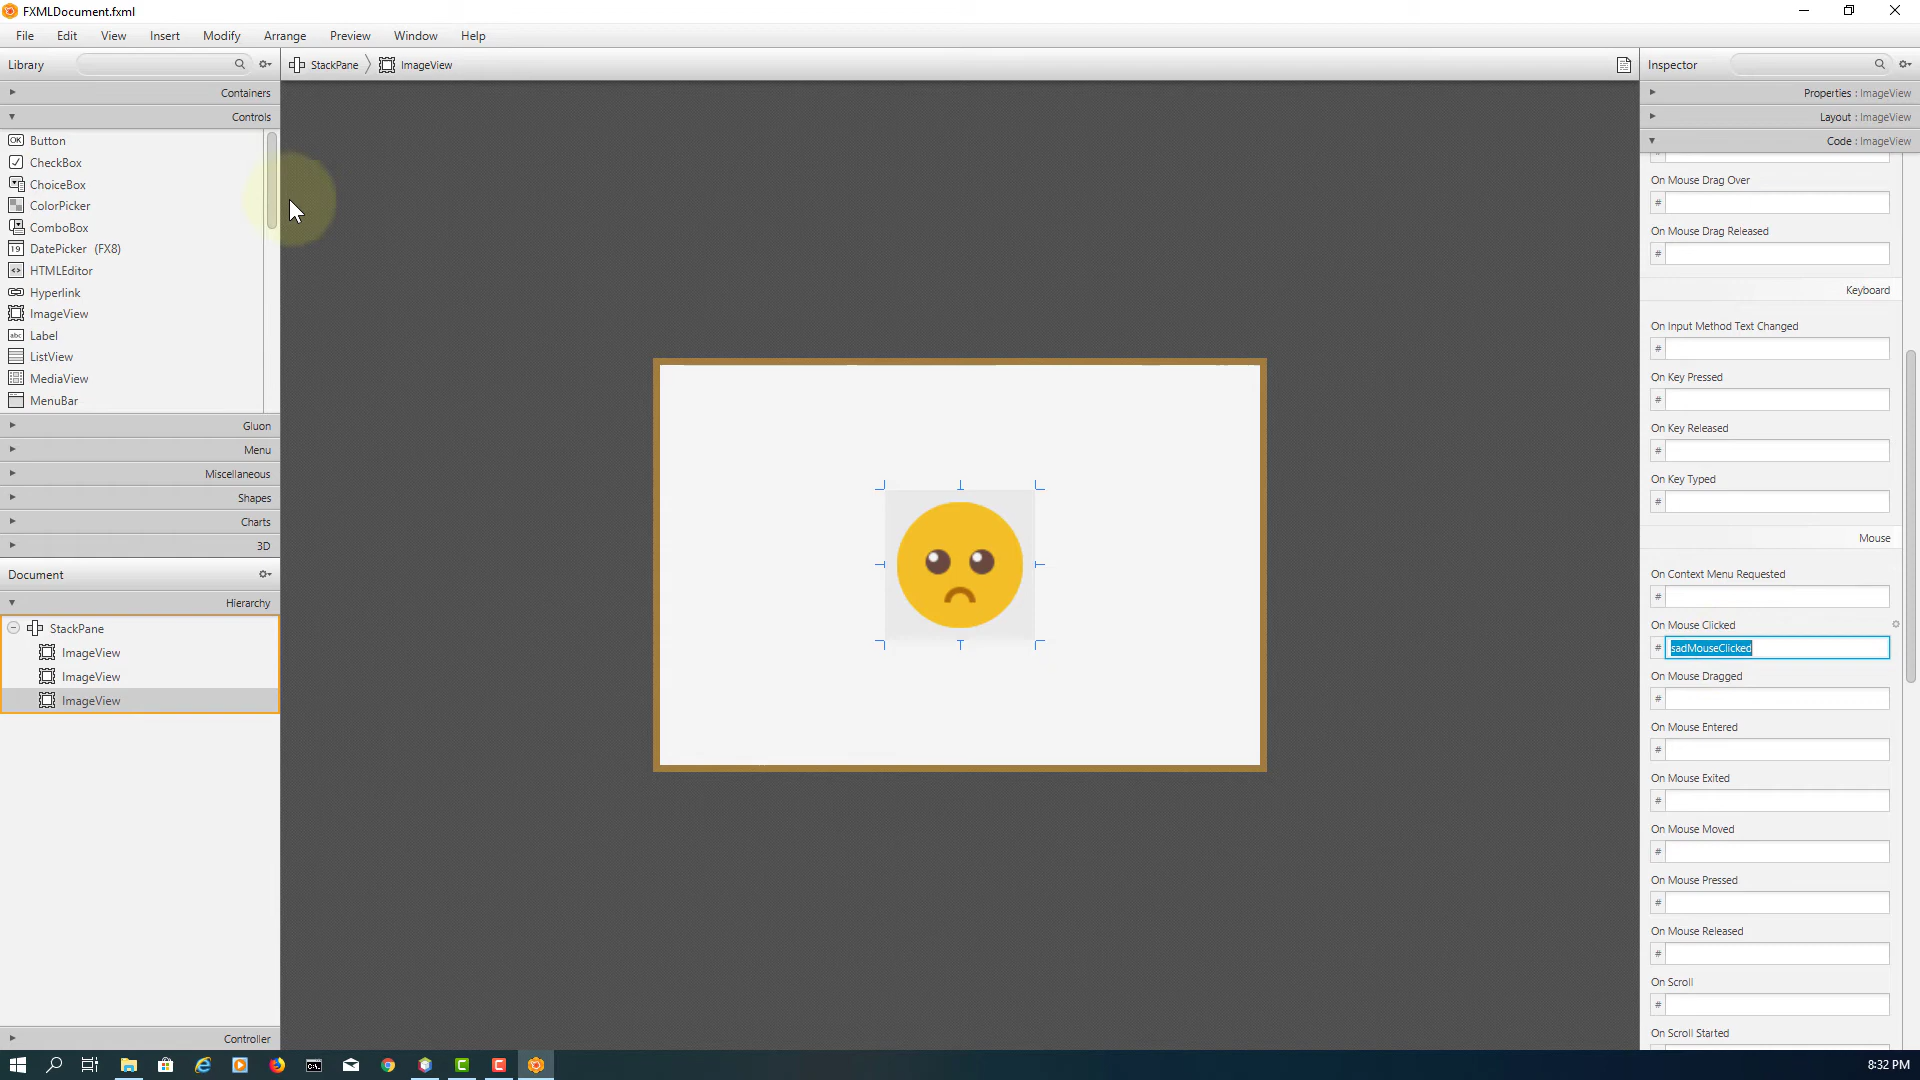 FXMLDocument.fxml
File Edit View Insert Modify Arrange Preview Window Help
Library
StackPane ImageView
Inspector
Containers
Controls
Button
CheckBox
ChoiceBox
ColorPicker
ComboBox
DatePicker (FX8)
HTMLEditor
Hyperlink
ImageView
Label
ListView
MediaView
MenuBar
Gluon
Menu
Miscellaneous
Shapes
Charts
3D
Document
Hierarchy
StackPane
ImageView
ImageView
ImageView
Controller
Properties : ImageView
Layout : ImageView
Code : ImageView
On Mouse Drag Over
#
On Mouse Drag Released
#
Keyboard
On Input Method Text Changed
#
On Key Pressed
#
On Key Released
#
On Key Typed
#
Mouse
On Context Menu Requested
#
On Mouse Clicked
# sadMouseClicked
On Mouse Dragged
#
On Mouse Entered
#
On Mouse Exited
#
On Mouse Moved
#
On Mouse Pressed
#
On Mouse Released
#
On Scroll
#
On Scroll Started
8:32 PM